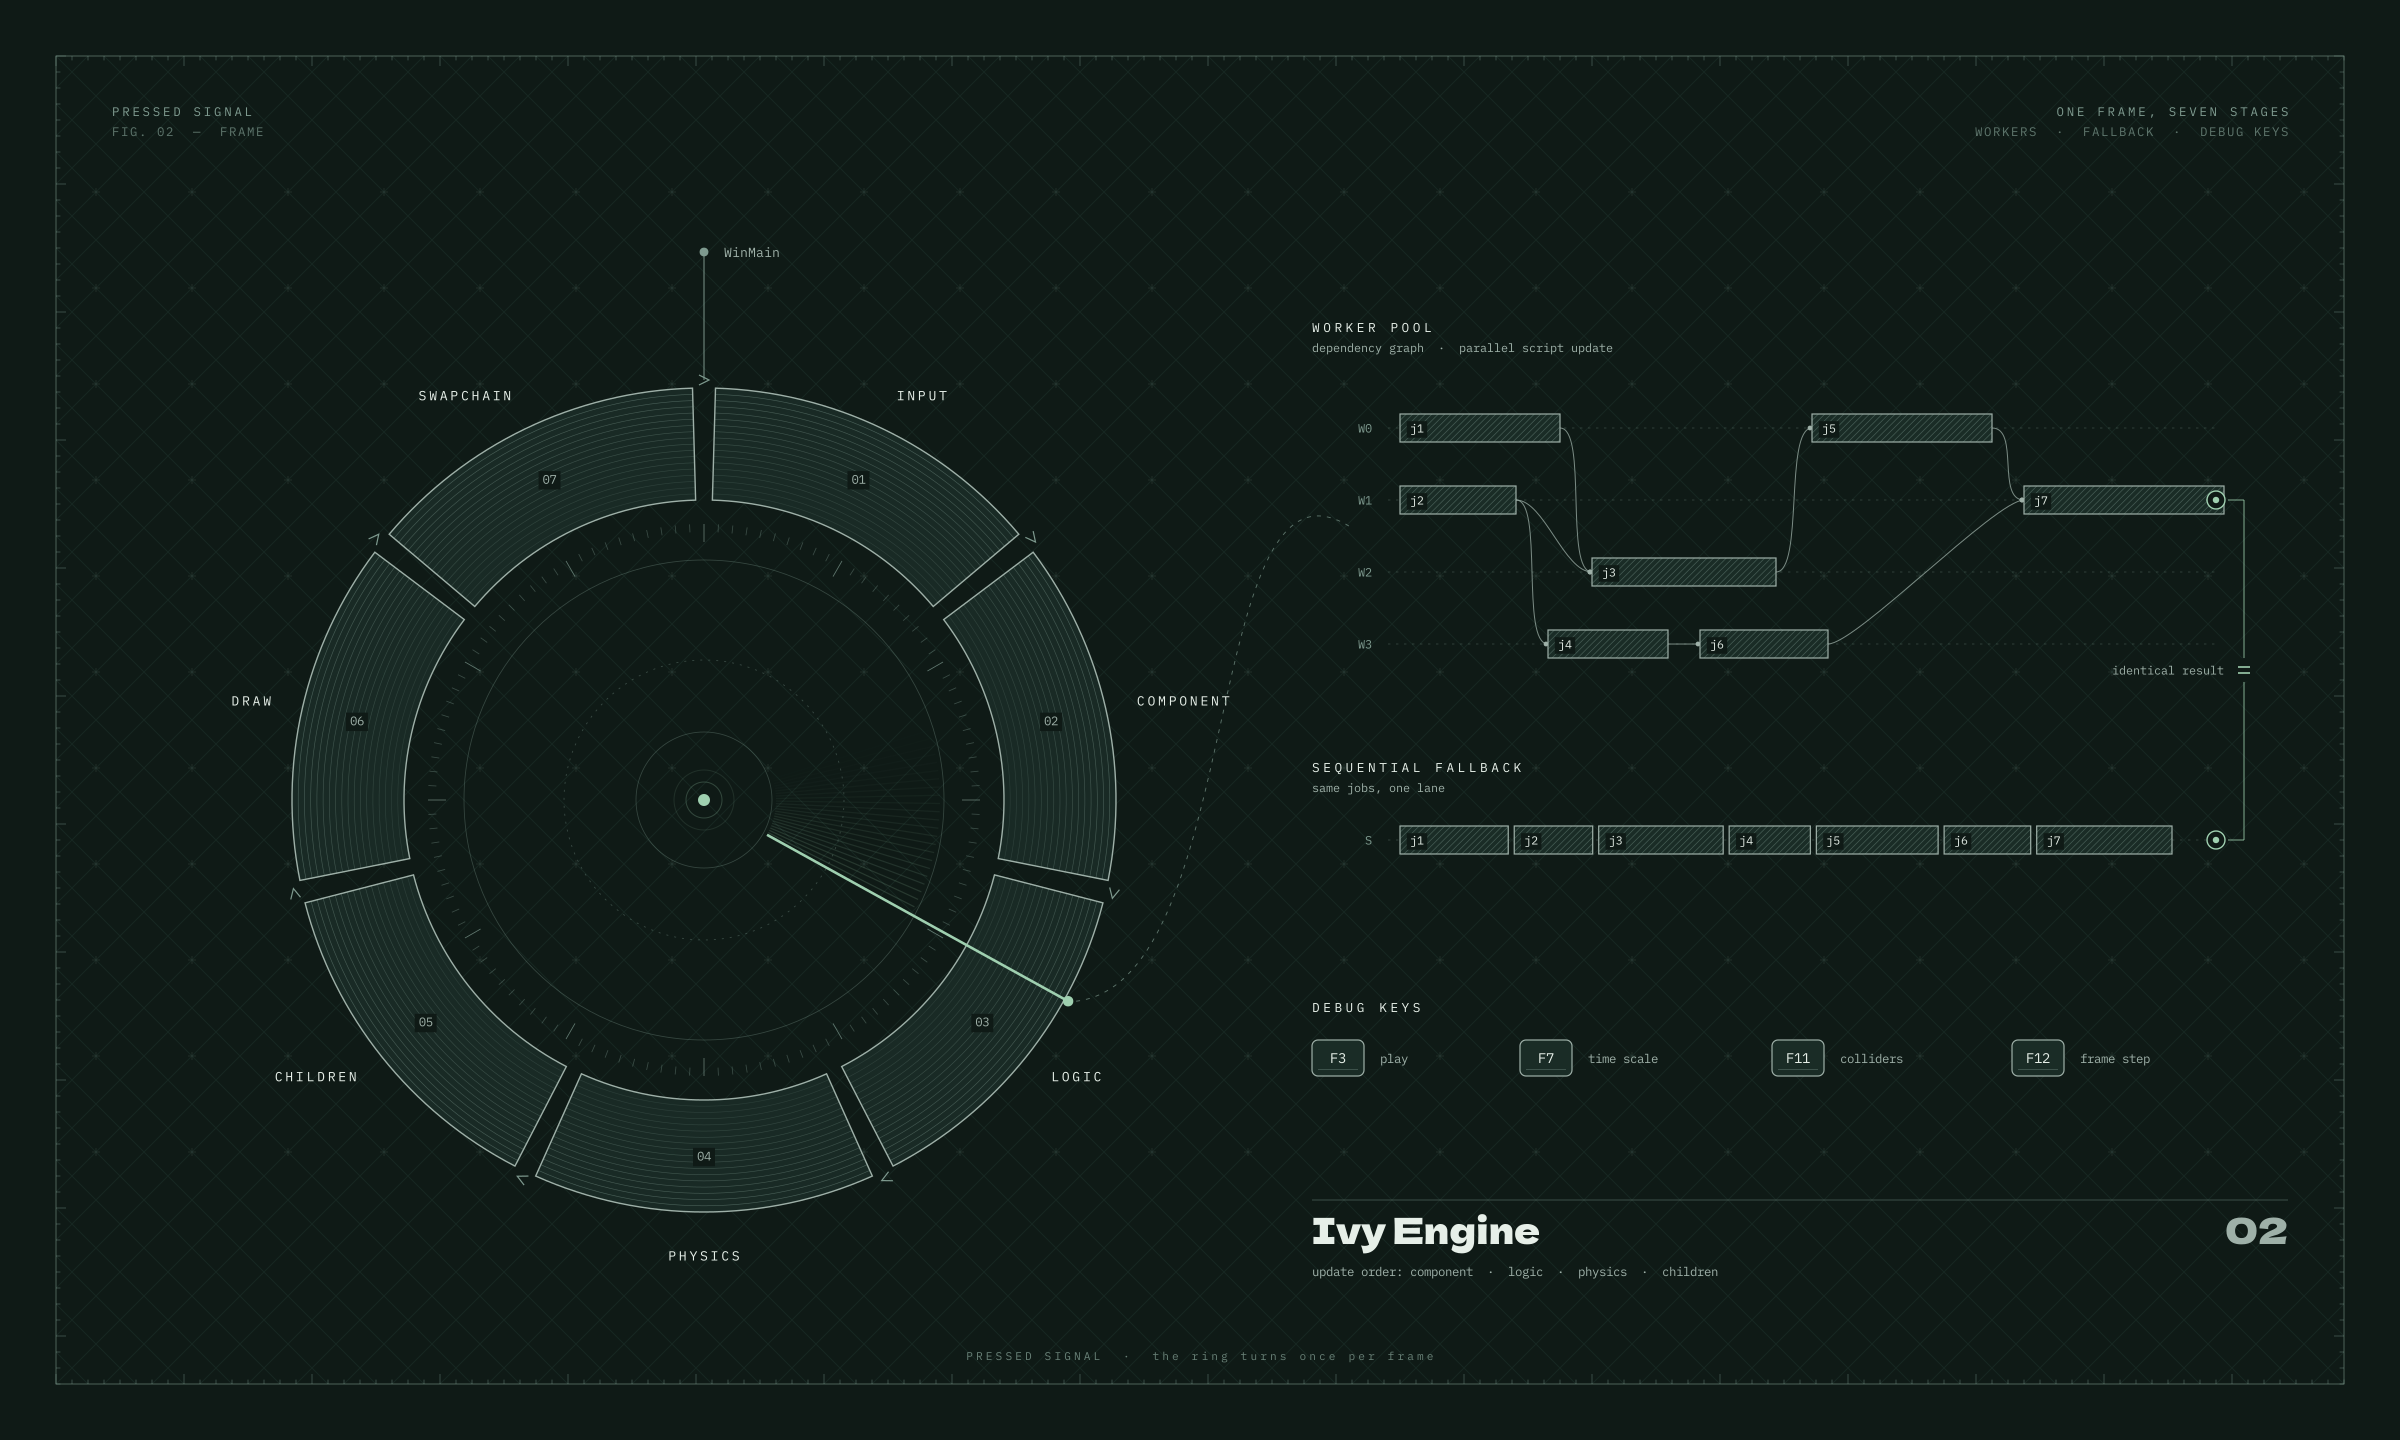 PRESSED SIGNAL
FIG. 02 — FRAME
ONE FRAME, SEVEN STAGES
WORKERS · FALLBACK · DEBUG KEYS
WinMain
SWAPCHAIN
INPUT
07
01
DRAW
06
COMPONENT
02
05
03
CHILDREN
LOGIC
04
PHYSICS
WORKER POOL
dependency graph · parallel script update
W0
j1
j5
W1
j2
j7
W2
j3
W3
j4
j6
identical result
SEQUENTIAL FALLBACK
same jobs, one lane
S
j1
j2
j3
j4
j5
j6
j7
DEBUG KEYS
F3 play
F7 time scale
F11 colliders
F12 frame step
Ivy Engine
02
update order: component · logic · physics · children
PRESSED SIGNAL · the ring turns once per frame